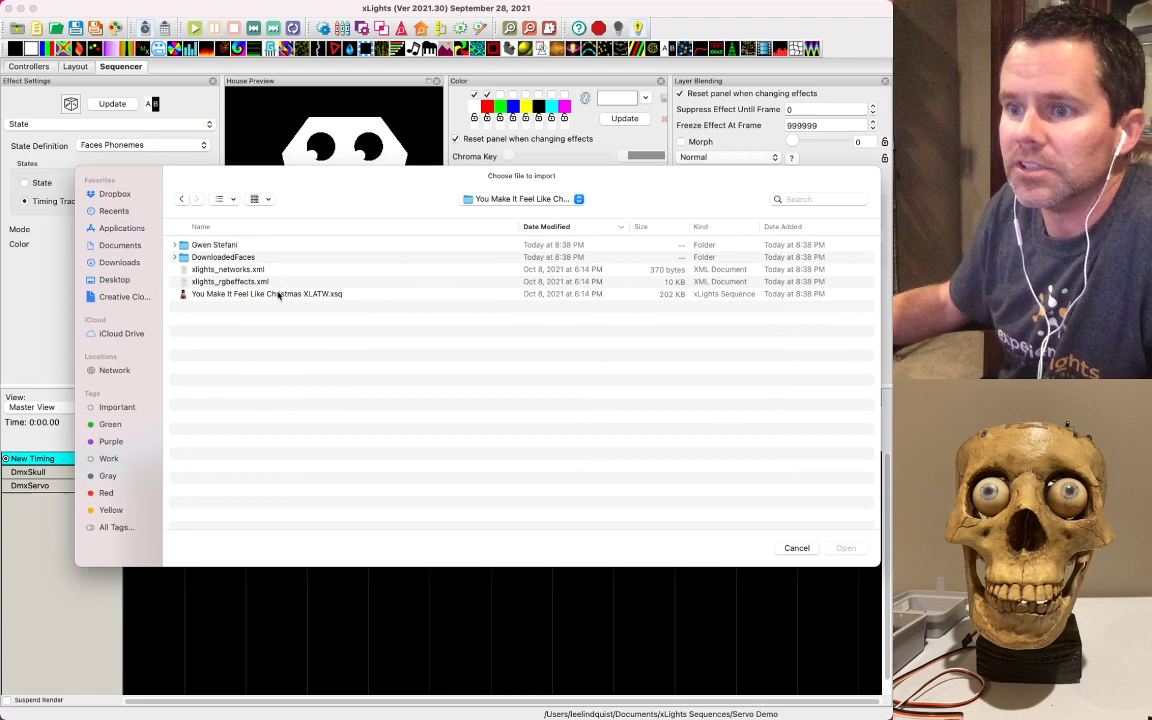 xLights (Ver 2021.30) September 28, 2021
Controllers Layout Sequencer
Effect Settings
House Preview
Color
Layer Blending
Update A B
State
State Definition Faces Phonemes
States
State
Mode
Color
Update
Reset panel when changing effects
Chroma Key
Reset panel when changing effects
Suppress Effect Until Frame 0
Freeze Effect At Frame 999999
Morph 0
Normal ?
Choose file to import
Favorites
Dropbox
Recents
Applications
Documents
Downloads
Desktop
Creative Clo...
iCloud
iCloud Drive
Locations
Network
Tags
Important
Green
Purple
Work
Gray
Red
Yellow
All Tags...
You Make It Feel Like Ch...
Search
Name Date Modified Size Kind Date Added
Gwen Stefani Today at 8:38 PM -- Folder Today at 8:38 PM
DownloadedFaces Today at 8:38 PM -- Folder Today at 8:38 PM
xlights_networks.xml Oct 8, 2021 at 6:14 PM 370 bytes XML Document Today at 8:38 PM
xlights_rgbeffects.xml Oct 8, 2021 at 6:14 PM 10 KB XML Document Today at 8:38 PM
You Make It Feel Like Christmas XLATW.xsq Oct 8, 2021 at 6:14 PM 202 KB xLights Sequence Today at 8:38 PM
Cancel Open
View:
Master View
Time: 0:00.00
New Timing
DmxSkull
DmxServo
Suspend Render
/Users/leelindquist/Documents/xLights Sequences/Servo Demo